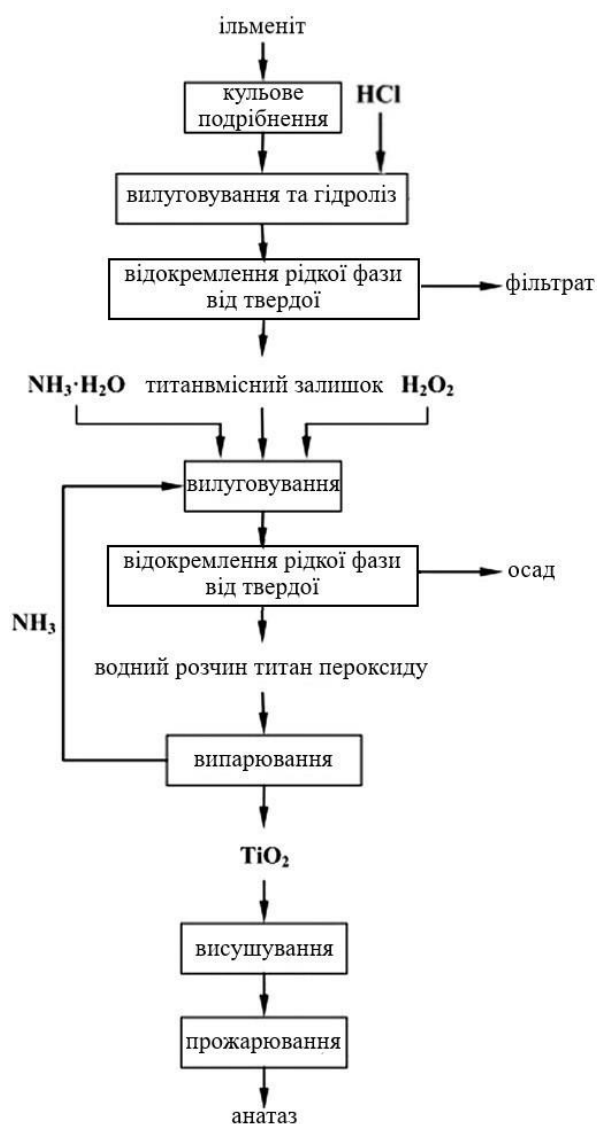 ільменіт
кульове
подрібнення
HCl
вилуговування та гідроліз
відокремлення рідкої фази
від твердої
фільтрат
NH₃·H₂O титанвмісний залишок H₂O₂
вилуговування
відокремлення рідкої фази
від твердої
осад
NH₃
водний розчин титан пероксиду
випарювання
TiO₂
висушування
прожарювання
анатаз